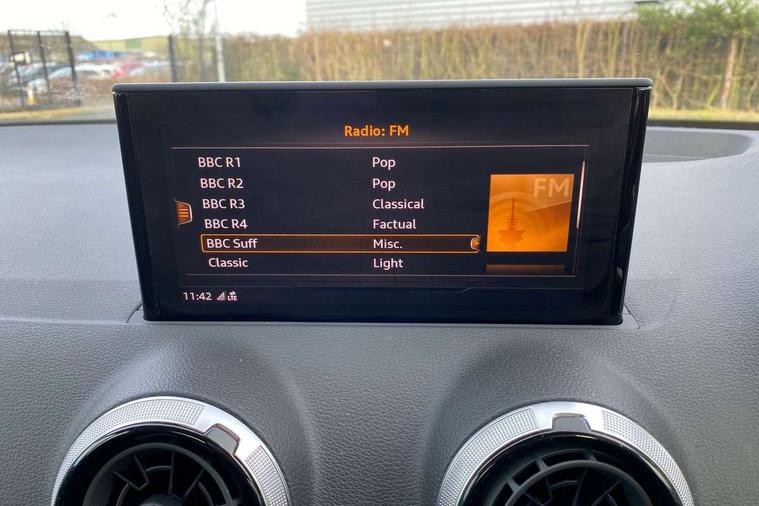 Radio: FM
BBC R1 Pop
BBC R2 Pop
BBC R3 Classical
BBC R4 Factual
BBC Suff Misc.
Classic Light
FM
11:42 LTE